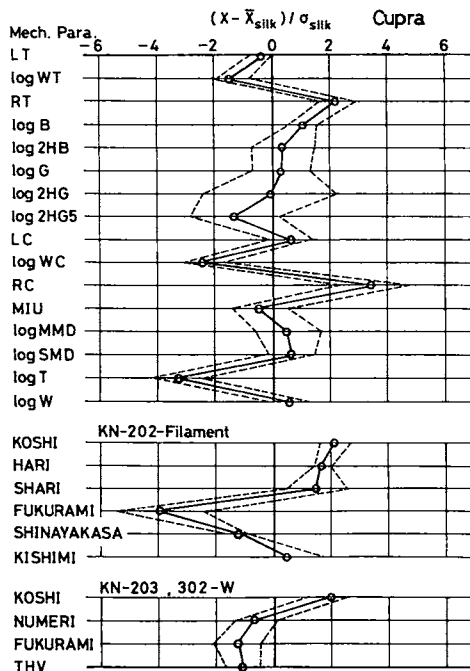 (X-X̄silk)/σsilk Cupra
Mech. Para.
-6 -4 -2 0 2 4 6
LT
log WT
RT
log B
log 2HB
log G
log 2HG
log 2HG5
LC
log WC
RC
MIU
log MMD
log SMD
log T
log W
KN-202-Filament
KOSHI
HARI
SHARI
FUKURAMI
SHINAYAKASA
KISHIMI
KN-203, 302-W
KOSHI
NUMERI
FUKURAMI
THV